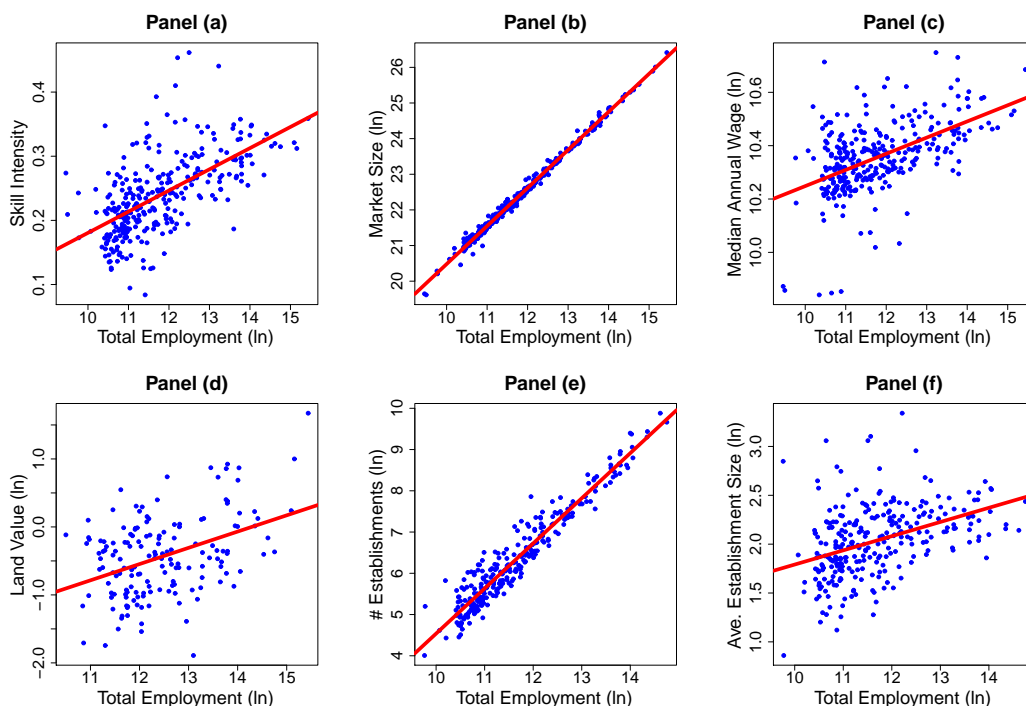 Panel (a)
Skill Intensity
0.4
0.3
0.2
0.1
10 11 12 13 14 15
Total Employment (ln)
Panel (b)
Market Size (ln)
26
25
24
23
22
21
20
10 11 12 13 14 15
Total Employment (ln)
Panel (c)
Median Annual Wage (ln)
10.6
10.4
10.2
10.0
10 11 12 13 14 15
Total Employment (ln)
Panel (d)
Land Value (ln)
1.0
0.0
−1.0
−2.0
11 12 13 14 15
Total Employment (ln)
Panel (e)
# Establishments (ln)
10
9
8
7
6
5
4
10 11 12 13 14
Total Employment (ln)
Panel (f)
Ave. Establishment Size (ln)
3.0
2.5
2.0
1.5
1.0
10 11 12 13 14
Total Employment (ln)